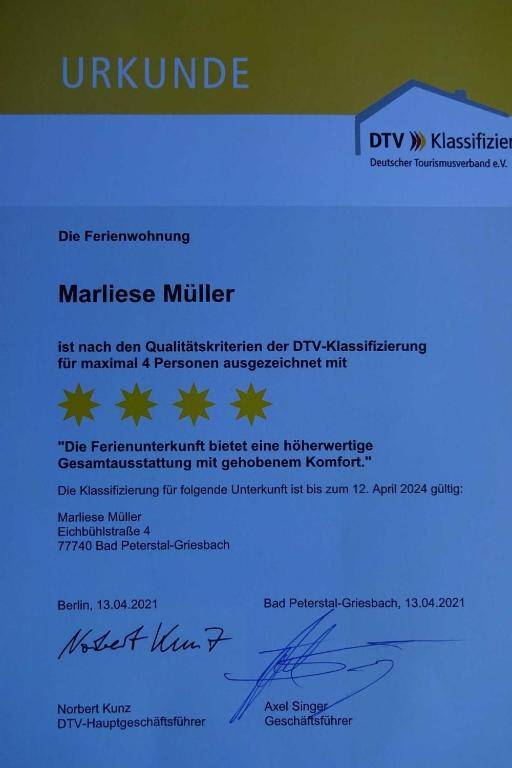 URKUNDE
DTV Klassifizier
Deutscher Tourismusverband e.V.
Die Ferienwohnung
Marliese Müller
ist nach den Qualitätskriterien der DTV-Klassifizierung
für maximal 4 Personen ausgezeichnet mit
"Die Ferienunterkunft bietet eine höherwertige
Gesamtausstattung mit gehobenem Komfort."
Die Klassifizierung für folgende Unterkunft ist bis zum 12. April 2024 gültig:
Marliese Müller
Eichbühlstraße 4
77740 Bad Peterstal-Griesbach
Berlin, 13.04.2021
Bad Peterstal-Griesbach, 13.04.2021
Norbert Kunz
Norbert Kunz
DTV-Hauptgeschäftsführer
Axel Singer
Geschäftsführer